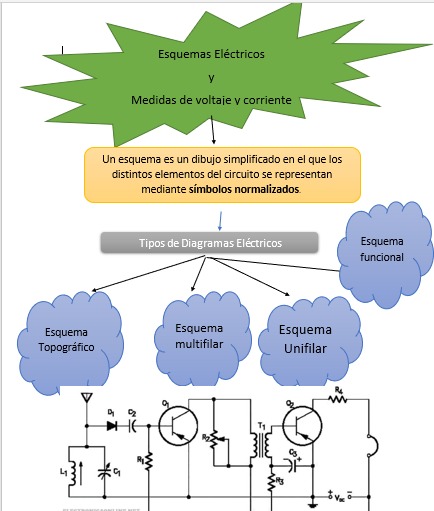 Esquemas Eléctricos
y
Medidas de voltaje y corriente
Un esquema es un dibujo simplificado en el que los
distintos elementos del circuito se representan
mediante símbolos normalizados.
Tipos de Diagramas Eléctricos
Esquema
funcional
Esquema
Topográfico
Esquema
multifilar
Esquema
Unifilar
D1
C2
Q1
R2
T1
Q2
R4
L1
C1
R1
C3
+
R3
+ Vcc -